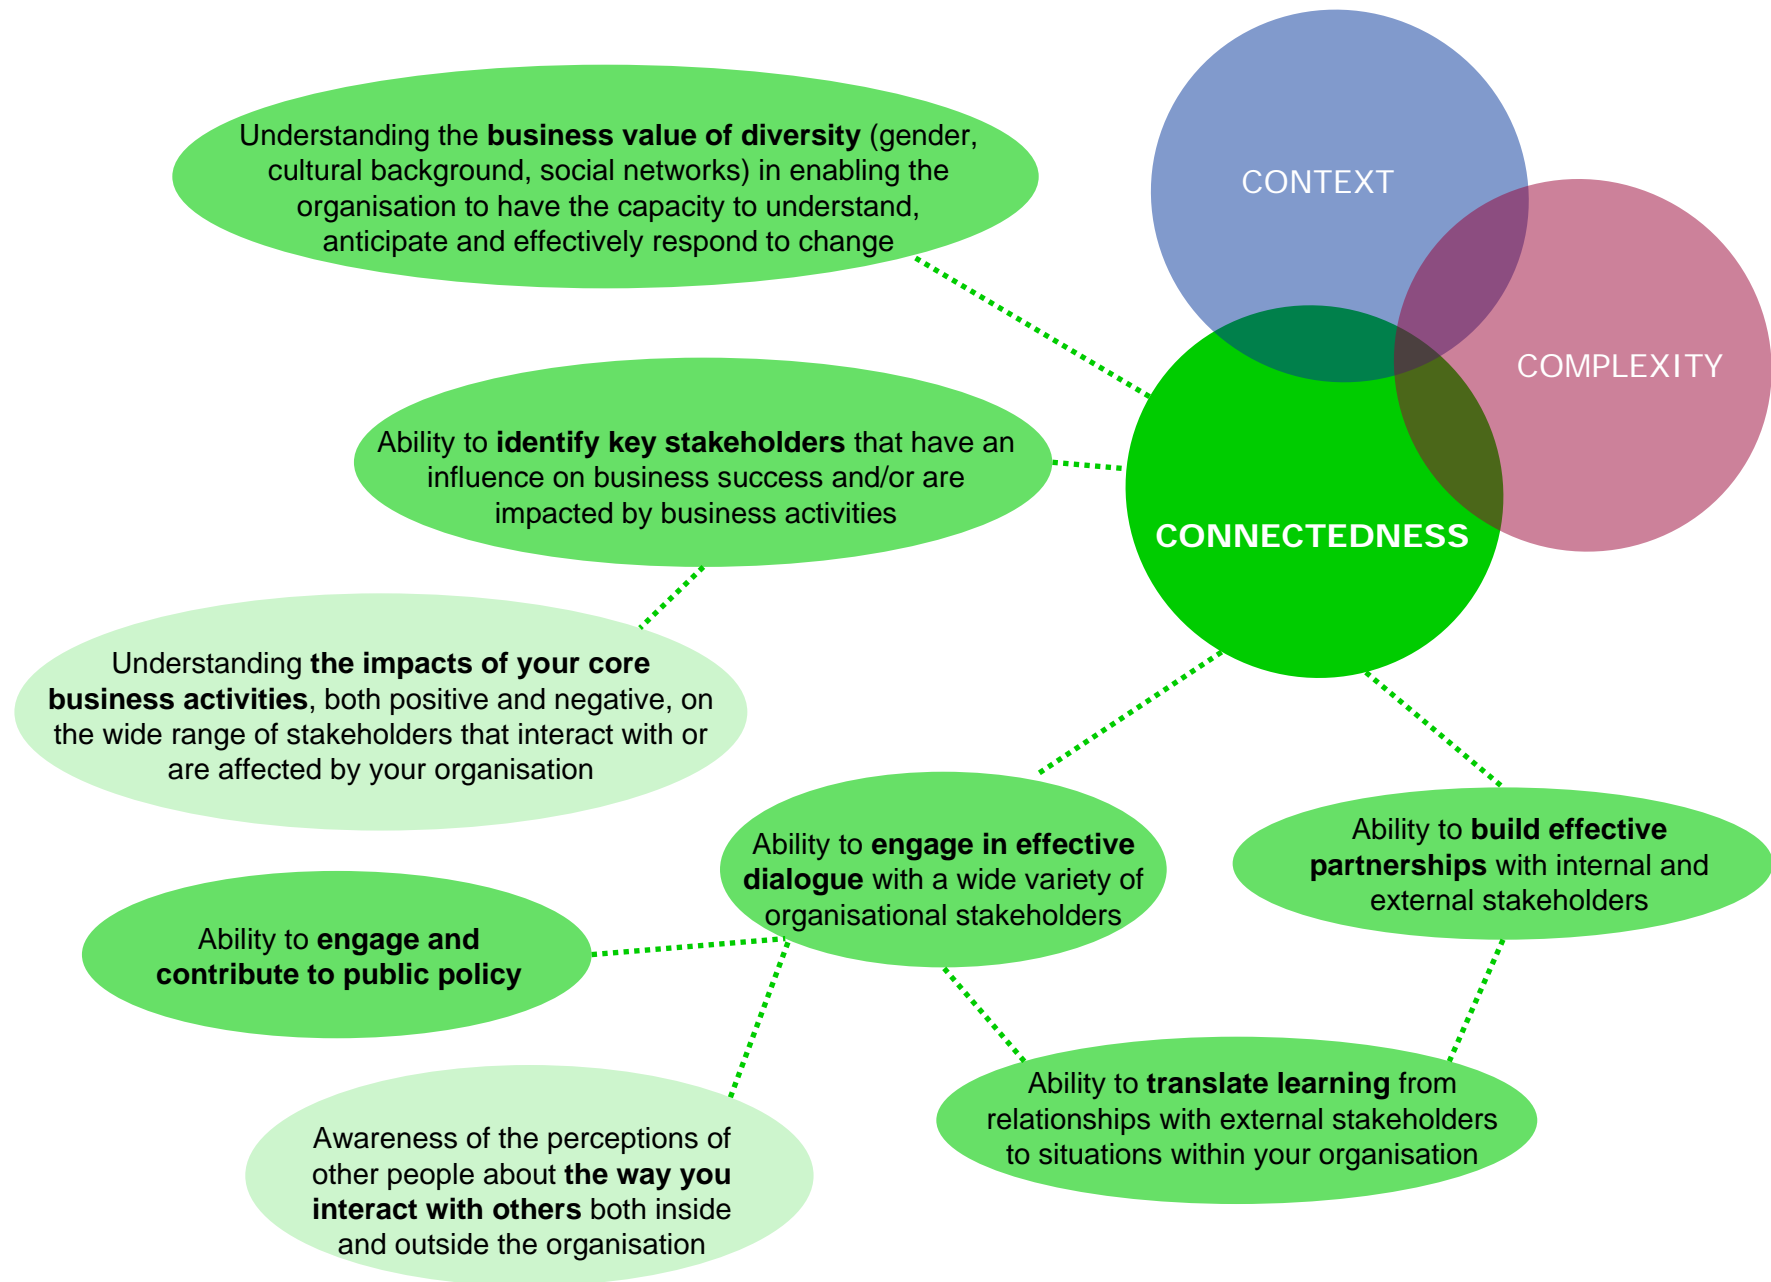 Understanding the business value of diversity (gender,
cultural background, social networks) in enabling the
organisation to have the capacity to understand,
anticipate and effectively respond to change
CONTEXT
COMPLEXITY
Ability to identify key stakeholders that have an
influence on business success and/or are
impacted by business activities
CONNECTEDNESS
Understanding the impacts of your core
business activities, both positive and negative, on
the wide range of stakeholders that interact with or
are affected by your organisation
Ability to engage in effective
dialogue with a wide variety of
organisational stakeholders
Ability to build effective
partnerships with internal and
external stakeholders
Ability to engage and
contribute to public policy
Ability to translate learning from
relationships with external stakeholders
to situations within your organisation
Awareness of the perceptions of
other people about the way you
interact with others both inside
and outside the organisation